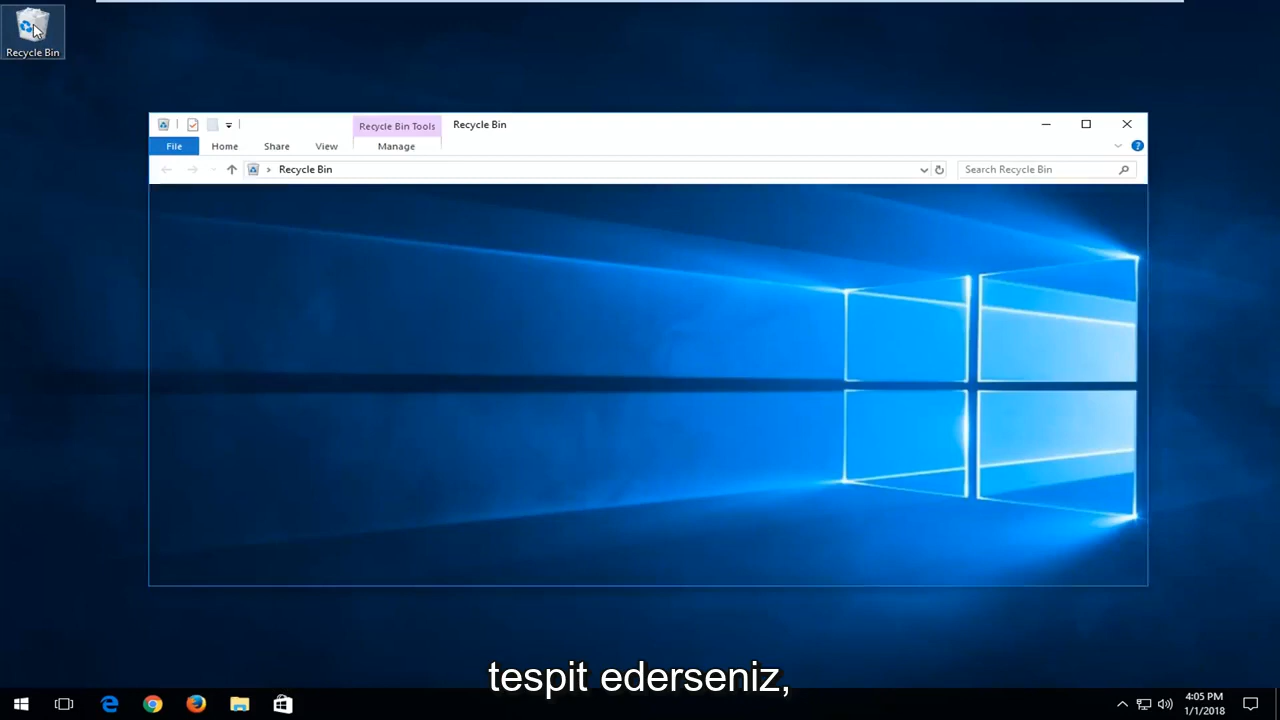 Recycle Bin
Recycle Bin Tools
Recycle Bin
File
Home
Share
View
Manage
Recycle Bin
Search Recycle Bin
tespit ederseniz,
4:05 PM
1/1/2018